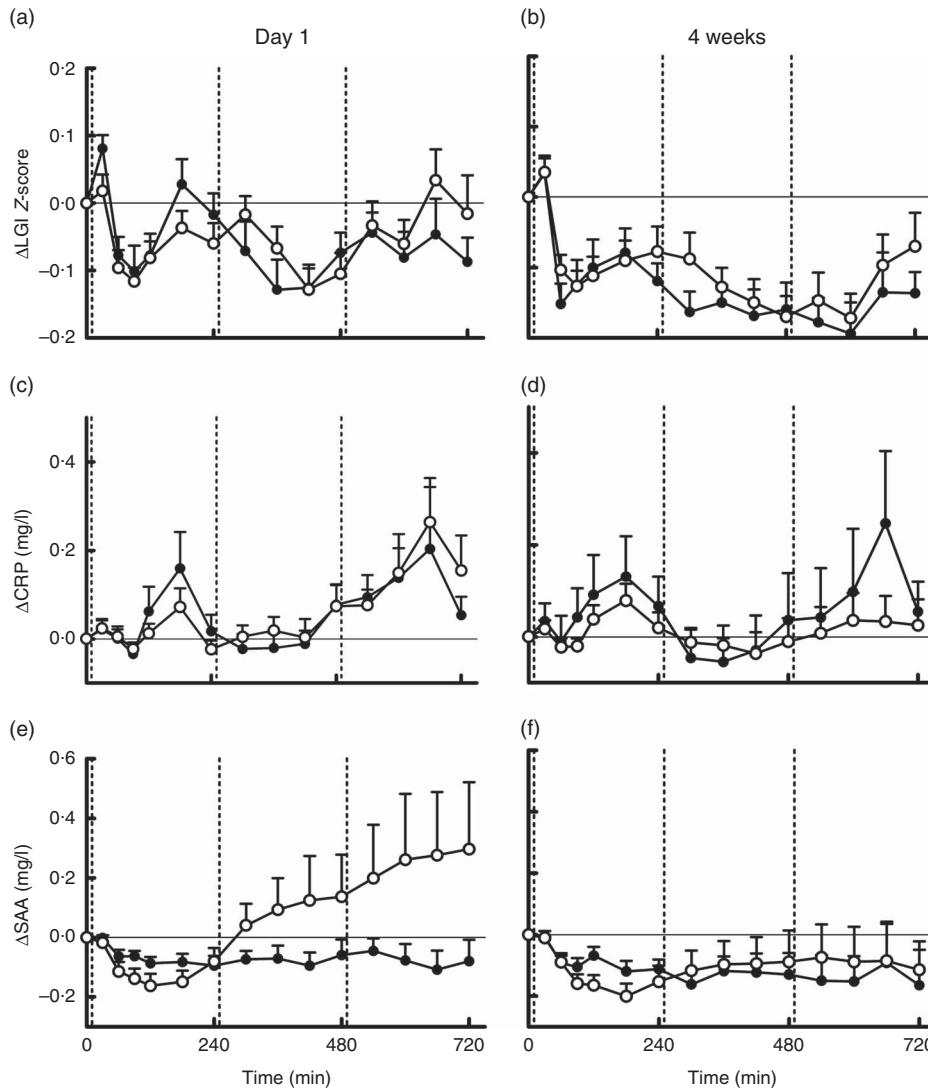 (a)
Day 1
(b)
4 weeks
0·2
0·1
0·0
−0·1
−0·2
ΔLGI Z-score
(c)
(d)
0·4
0·2
0·0
ΔCRP (mg/l)
(e)
(f)
0·6
0·4
0·2
0·0
−0·2
ΔSAA (mg/l)
0 240 480 720
0 240 480 720
Time (min)
Time (min)